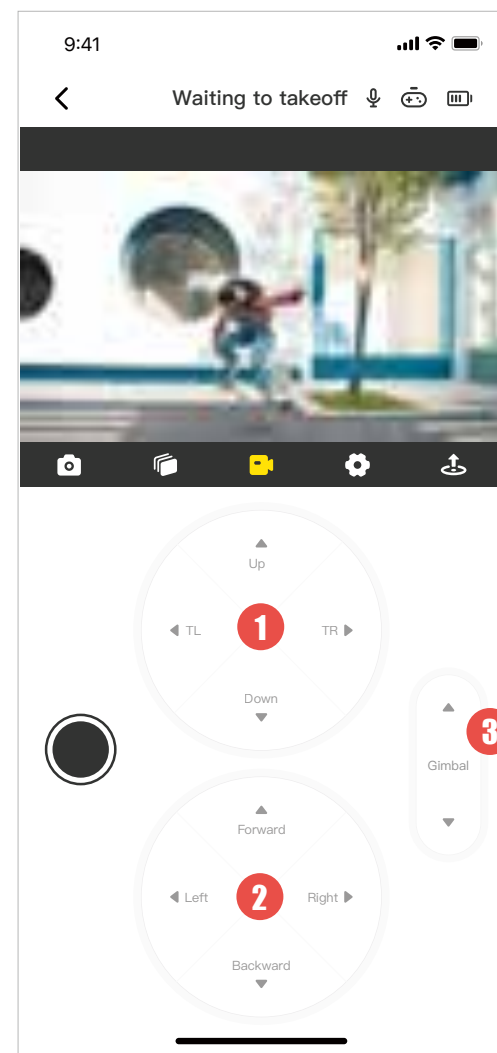 9:41
Waiting to takeoff
Up
TL
1
TR
Down
3
Gimbal
Forward
Left
2
Right
Backward